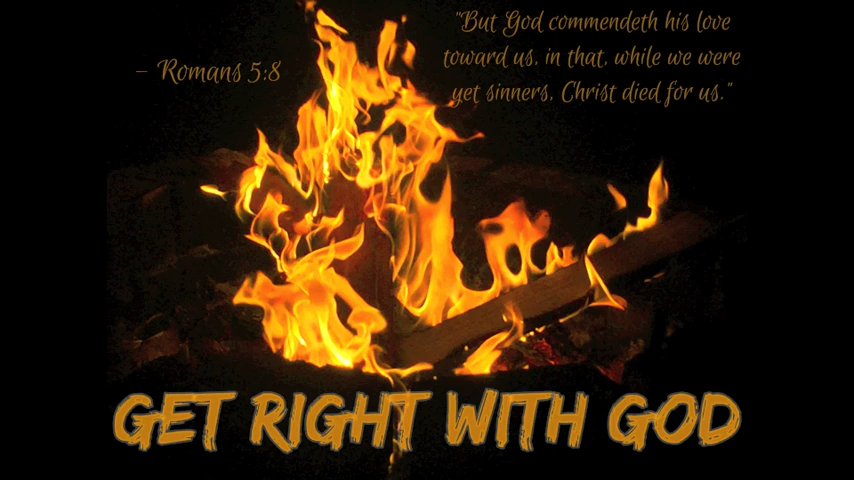 "But God commendeth his love
toward us, in that, while we were
yet sinners, Christ died for us."
– Romans 5:8
GET RIGHT WITH GOD